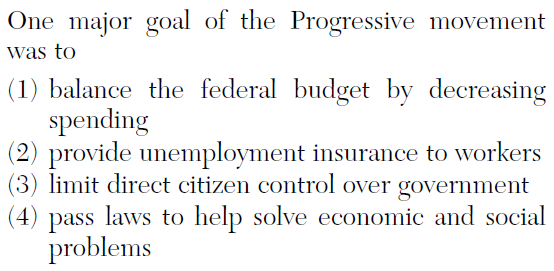 One major goal of the Progressive movement
was to
(1) balance the federal budget by decreasing
spending
(2) provide unemployment insurance to workers
(3) limit direct citizen control over government
(4) pass laws to help solve economic and social
problems